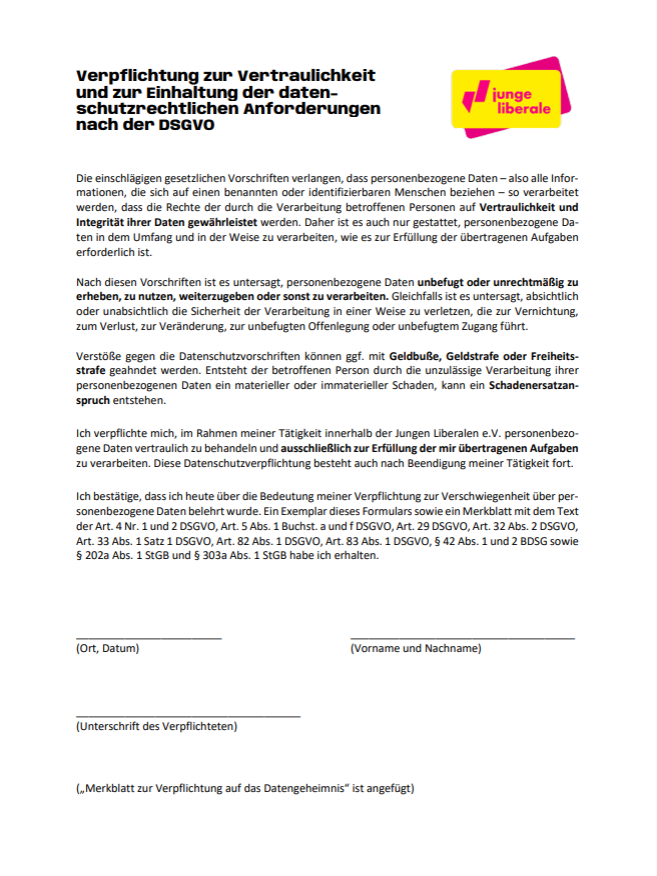 Verpflichtung zur Vertraulichkeit
und zur Einhaltung der daten-
schutzrechtlichen Anforderungen
nach der DSGVO
junge
liberale
Die einschlägigen gesetzlichen Vorschriften verlangen, dass personenbezogene Daten – also alle Infor-
mationen, die sich auf einen benannten oder identifizierbaren Menschen beziehen – so verarbeitet
werden, dass die Rechte der durch die Verarbeitung betroffenen Personen auf Vertraulichkeit und
Integrität ihrer Daten gewährleistet werden. Daher ist es auch nur gestattet, personenbezogene Da-
ten in dem Umfang und in der Weise zu verarbeiten, wie es zur Erfüllung der übertragenen Aufgaben
erforderlich ist.
Nach diesen Vorschriften ist es untersagt, personenbezogene Daten unbefugt oder unrechtmäßig zu
erheben, zu nutzen, weiterzugeben oder sonst zu verarbeiten. Gleichfalls ist es untersagt, absichtlich
oder unabsichtlich die Sicherheit der Verarbeitung in einer Weise zu verletzen, die zur Vernichtung,
zum Verlust, zur Veränderung, zur unbefugten Offenlegung oder unbefugtem Zugang führt.
Verstöße gegen die Datenschutzvorschriften können ggf. mit Geldbuße, Geldstrafe oder Freiheits-
strafe geahndet werden. Entsteht der betroffenen Person durch die unzulässige Verarbeitung ihrer
personenbezogenen Daten ein materieller oder immaterieller Schaden, kann ein Schadenersatzan-
spruch entstehen.
Ich verpflichte mich, im Rahmen meiner Tätigkeit innerhalb der Jungen Liberalen e.V. personenbezo-
gene Daten vertraulich zu behandeln und ausschließlich zur Erfüllung der mir übertragenen Aufgaben
zu verarbeiten. Diese Datenschutzverpflichtung besteht auch nach Beendigung meiner Tätigkeit fort.
Ich bestätige, dass ich heute über die Bedeutung meiner Verpflichtung zur Verschwiegenheit über per-
sonenbezogene Daten belehrt wurde. Ein Exemplar dieses Formulars sowie ein Merkblatt mit dem Text
der Art. 4 Nr. 1 und 2 DSGVO, Art. 5 Abs. 1 Buchst. a und f DSGVO, Art. 29 DSGVO, Art. 32 Abs. 2 DSGVO,
Art. 33 Abs. 1 Satz 1 DSGVO, Art. 82 Abs. 1 DSGVO, Art. 83 Abs. 1 DSGVO, § 42 Abs. 1 und 2 BDSG sowie
§ 202a Abs. 1 StGB und § 303a Abs. 1 StGB habe ich erhalten.
(Ort, Datum) (Vorname und Nachname)
(Unterschrift des Verpflichteten)
(„Merkblatt zur Verpflichtung auf das Datengeheimnis“ ist angefügt)